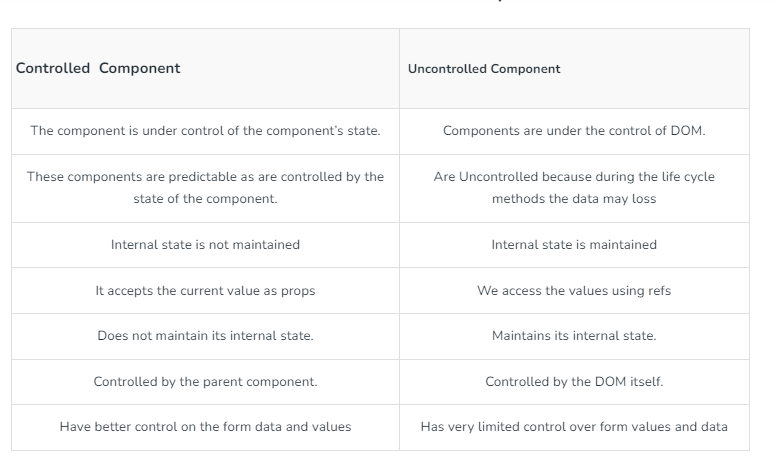 Controlled Component
Uncontrolled Component
The component is under control of the component’s state.
Components are under the control of DOM.
These components are predictable as are controlled by the
state of the component.
Are Uncontrolled because during the life cycle
methods the data may loss
Internal state is not maintained
Internal state is maintained
It accepts the current value as props
We access the values using refs
Does not maintain its internal state.
Maintains its internal state.
Controlled by the parent component.
Controlled by the DOM itself.
Have better control on the form data and values
Has very limited control over form values and data